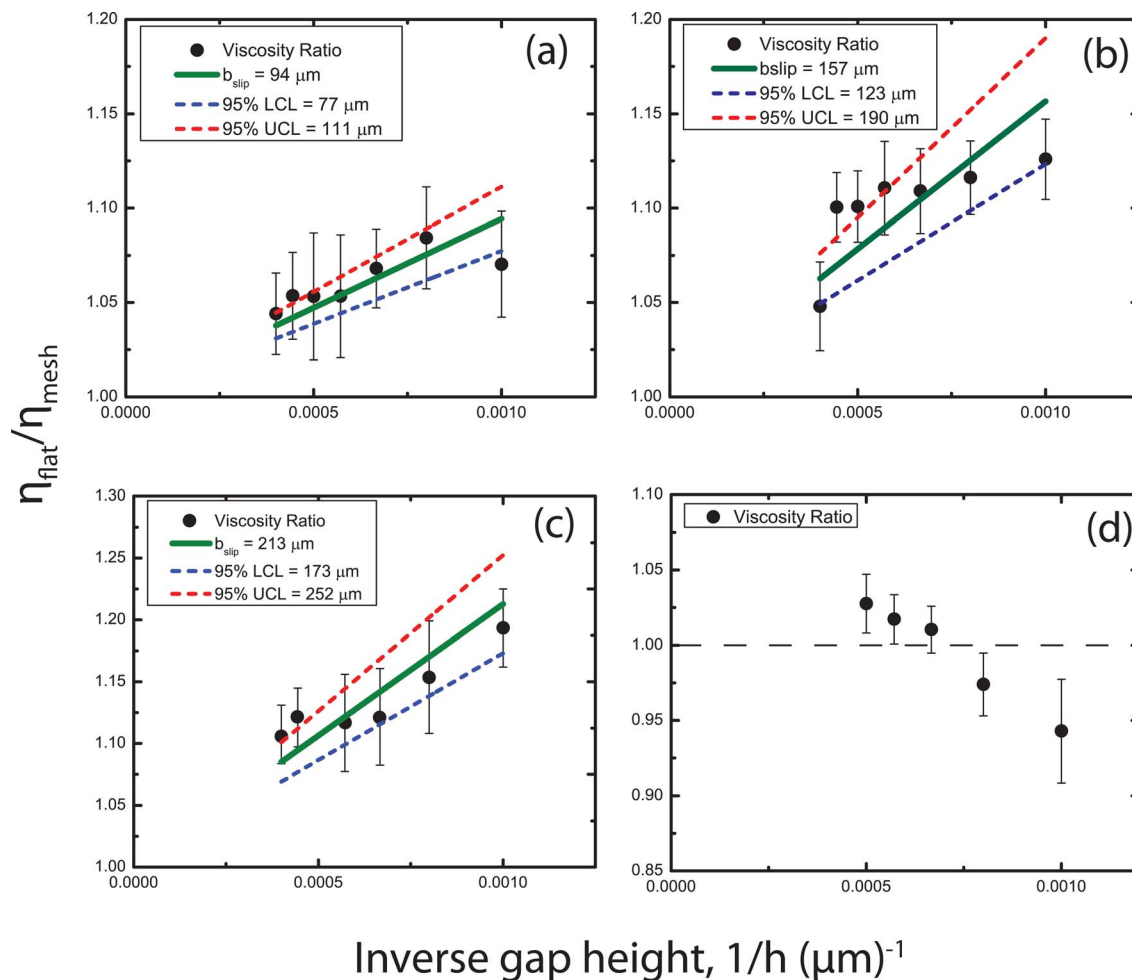 (a)
Viscosity Ratio
b_slip = 94 μm
95% LCL = 77 μm
95% UCL = 111 μm
1.20
1.15
1.10
1.05
1.00
0.0000 0.0005 0.0010
(b)
Viscosity Ratio
bslip = 157 μm
95% LCL = 123 μm
95% UCL = 190 μm
1.20
1.15
1.10
1.05
1.00
0.0000 0.0005 0.0010
η_flat/η_mesh
(c)
Viscosity Ratio
b_slip = 213 μm
95% LCL = 173 μm
95% UCL = 252 μm
1.30
1.25
1.20
1.15
1.10
1.05
1.00
0.0000 0.0005 0.0010
(d)
Viscosity Ratio
1.10
1.05
1.00
0.95
0.90
0.85
0.0000 0.0005 0.0010
Inverse gap height, 1/h (μm)⁻¹